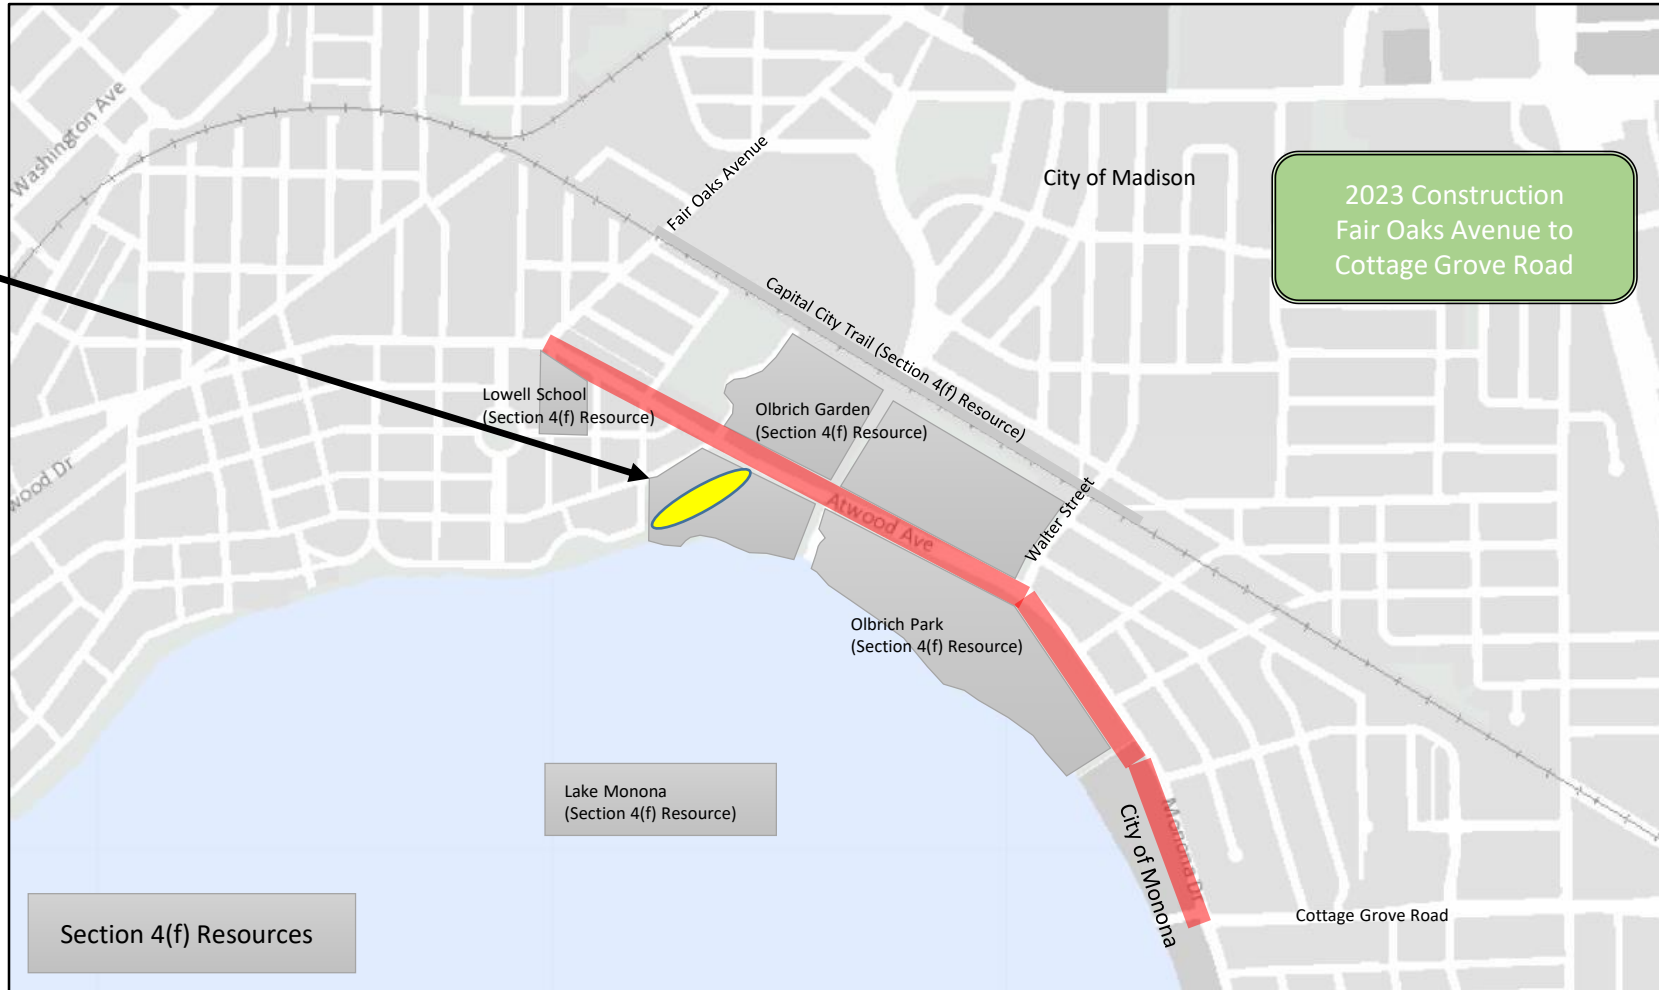 Washington Ave
Fair Oaks Avenue
City of Madison
2023 Construction
Fair Oaks Avenue to
Cottage Grove Road
Capital City Trail (Section 4(f) Resource)
Lowell School
(Section 4(f) Resource)
Olbrich Garden
(Section 4(f) Resource)
wood Dr
Atwood Ave
Walter Street
Olbrich Park
(Section 4(f) Resource)
Lake Monona
(Section 4(f) Resource)
Monona Dr
City of Monona
Cottage Grove Road
Section 4(f) Resources